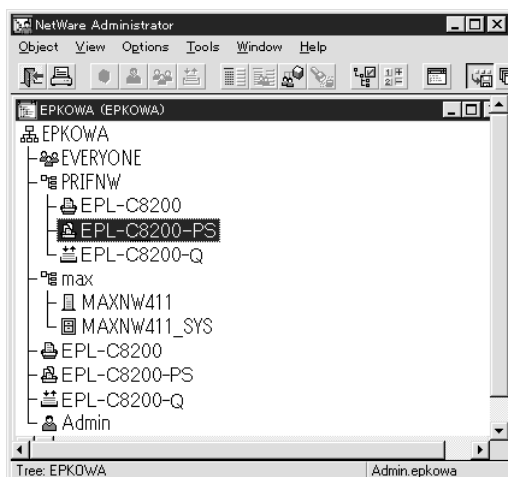 NetWare Administrator
Object View Options Tools Window Help
EPKOWA (EPKOWA)
EPKOWA
EVERYONE
PRIFNW
EPL-C8200
EPL-C8200-PS
EPL-C8200-Q
max
MAXNW411
MAXNW411_SYS
EPL-C8200
EPL-C8200-PS
EPL-C8200-Q
Admin
Tree: EPKOWA Admin.epkowa